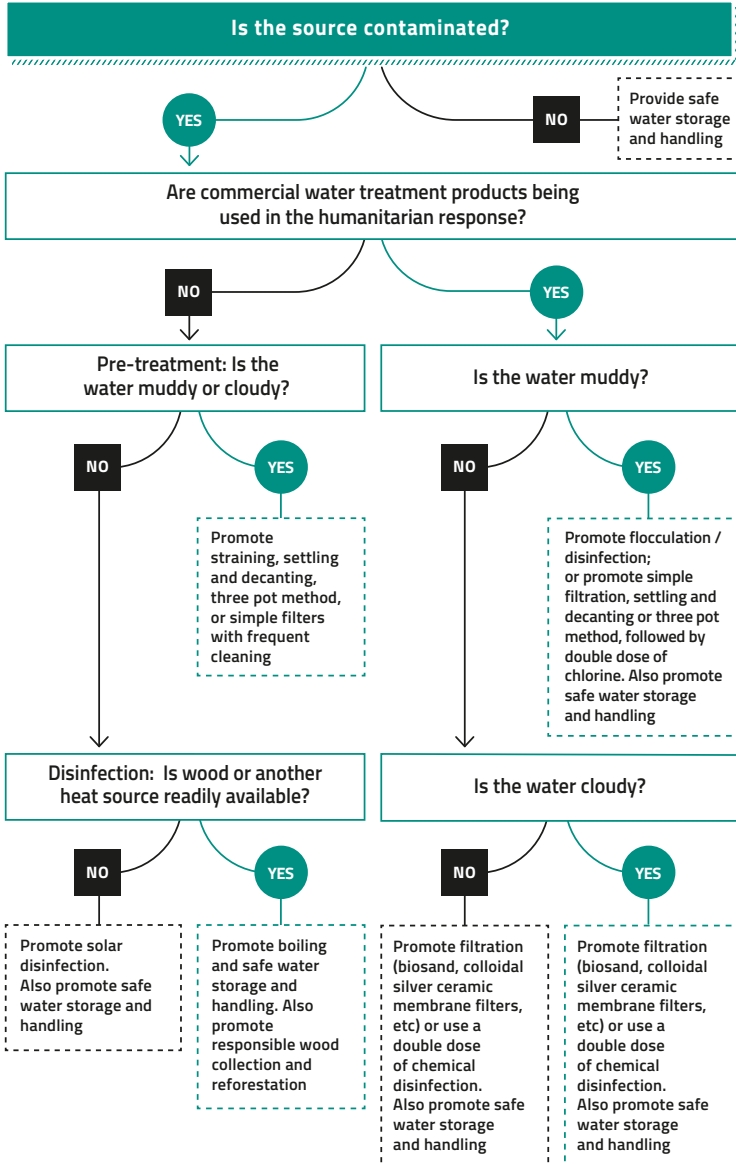 Is the source contaminated?
YES
NO
Provide safe
water storage
and handling
Are commercial water treatment products being
used in the humanitarian response?
NO
YES
Pre-treatment: Is the
water muddy or cloudy?
Is the water muddy?
NO
YES
NO
YES
Promote
straining, settling
and decanting,
three pot method,
or simple filters
with frequent
cleaning
Promote flocculation /
disinfection;
or promote simple
filtration, settling and
decanting or three pot
method, followed by
double dose of
chlorine. Also promote
safe water storage
and handling
Disinfection: Is wood or another
heat source readily available?
Is the water cloudy?
NO
YES
NO
YES
Promote solar
disinfection.
Also promote safe
water storage and
handling
Promote boiling
and safe water
storage and
handling. Also
promote
responsible wood
collection and
reforestation
Promote filtration
(biosand, colloidal
silver ceramic
membrane filters,
etc) or use a
double dose
of chemical
disinfection.
Also promote safe
water storage
and handling
Promote filtration
(biosand, colloidal
silver ceramic
membrane filters,
etc) or use a
double dose
of chemical
disinfection.
Also promote safe
water storage
and handling